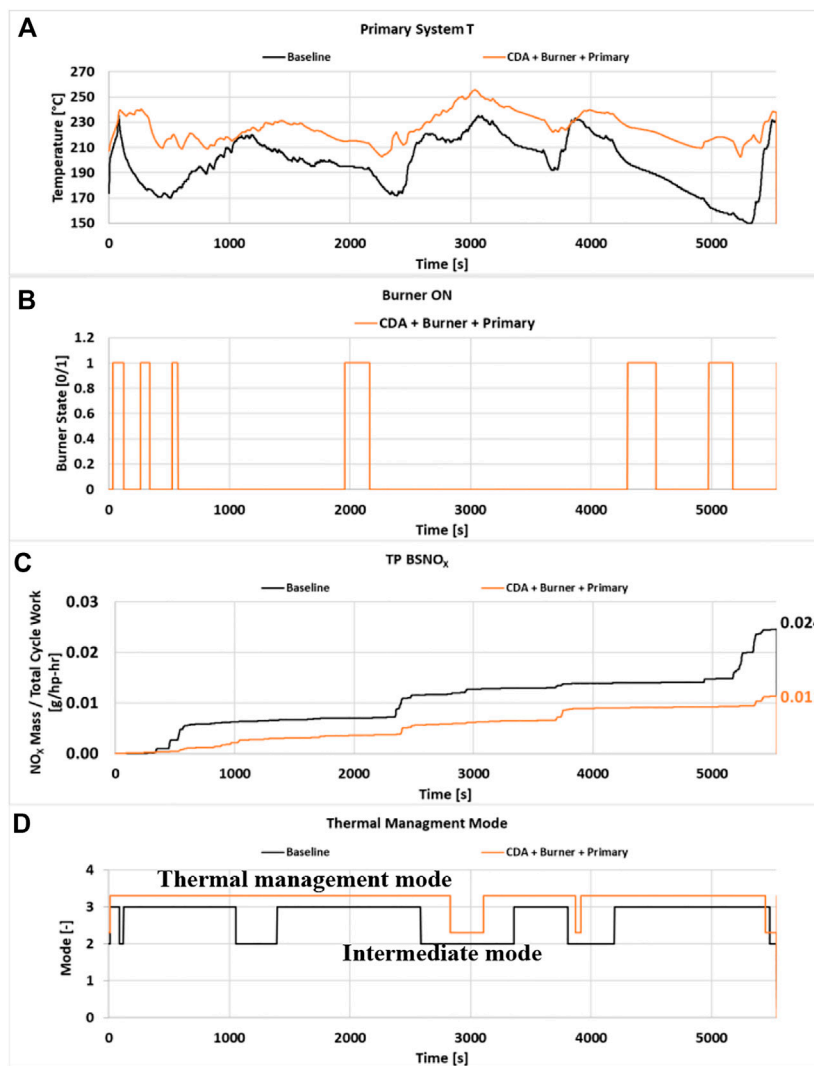 A
Primary System T
Baseline
CDA + Burner + Primary
Temperature [°C]
270
250
230
210
190
170
150
0
1000
2000
3000
4000
5000
Time [s]
B
Burner ON
CDA + Burner + Primary
Burner State [0/1]
1.2
1
0.8
0.6
0.4
0.2
0
0
1000
2000
3000
4000
5000
Time [s]
C
TP BSNOX
Baseline
CDA + Burner + Primary
NOX Mass / Total Cycle Work
[g/hp-hr]
0.03
0.02
0.01
0.00
0.024
0.01
0
1000
2000
3000
4000
5000
Time [s]
D
Thermal Managment Mode
Baseline
CDA + Burner + Primary
Mode [-]
4
3
2
1
0
Thermal management mode
Intermediate mode
0
1000
2000
3000
4000
5000
Time [s]